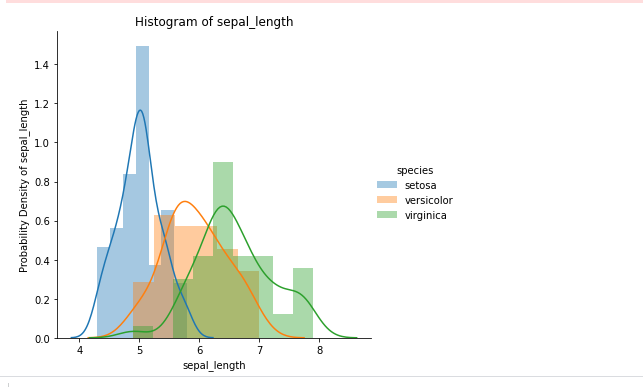 Histogram of sepal_length
Probability Density of sepal_length
1.4
1.2
1.0
0.8
0.6
0.4
0.2
0.0
4 5 6 7 8
sepal_length
species
setosa
versicolor
virginica